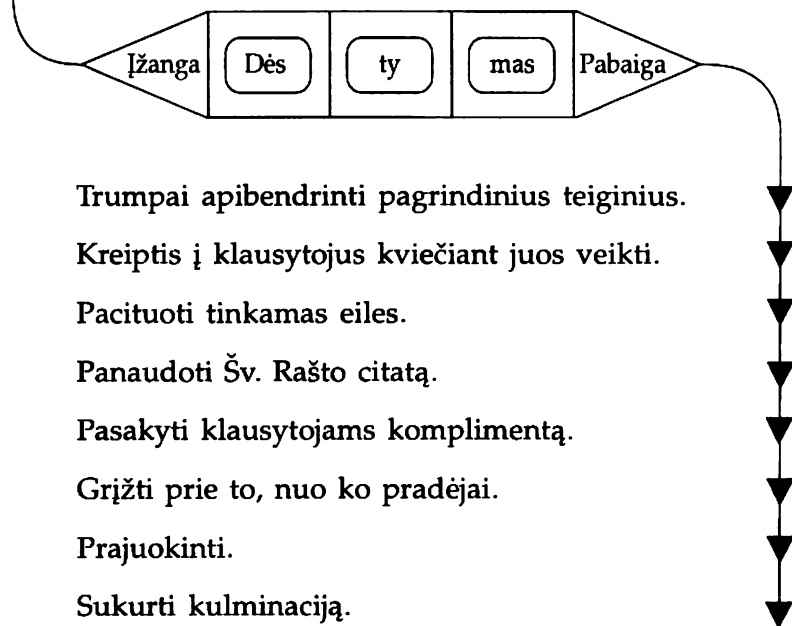 Įžanga Dės ty mas Pabaiga
Trumpai apibendrinti pagrindinius teiginius.
Kreiptis į klausytojus kviečiant juos veikti.
Pacituoti tinkamas eiles.
Panaudoti Šv. Rašto citatą.
Pasakyti klausytojams komplimentą.
Grįžti prie to, nuo ko pradėjai.
Prajuokinti.
Sukurti kulminaciją.